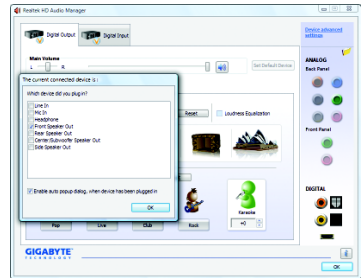 Realtek HD Audio Manager
Digital Output
Digital Input
Device advanced settings
Main Volume
L
R
Set Default Device
ANALOG
Back Panel
The current connected device is :
Which device did you plug in?
Line In
Mic In
Headphone
Front Speaker Out
Rear Speaker Out
Center/Subwoofer Speaker Out
Side Speaker Out
Enable auto popup dialog, when device has been plugged in
OK
Reset
Loudness Equalization
Front Panel
DIGITAL
Karaoke
+0
Pop
Live
Club
Rock
GIGABYTE
TECHNOLOGY
i
OK